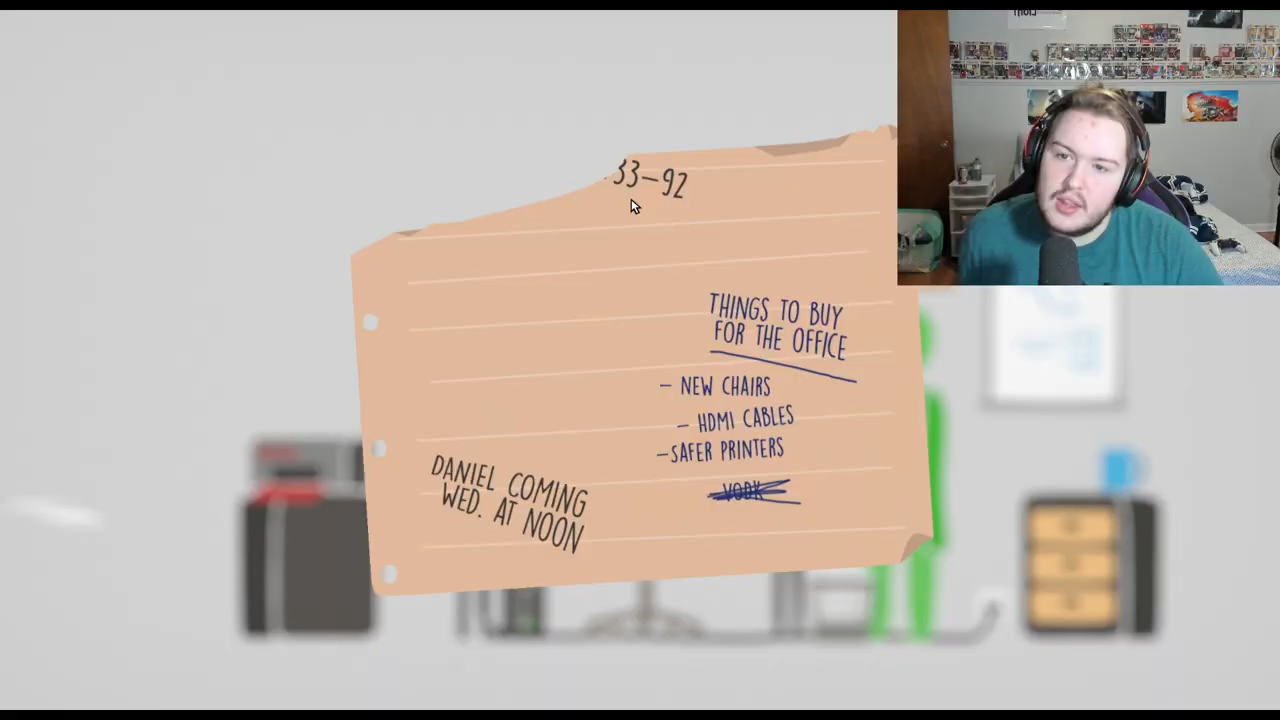 33-92
THINGS TO BUY
FOR THE OFFICE
- NEW CHAIRS
- HDMI CABLES
-SAFER PRINTERS
VODK
DANIEL COMING
WED. AT NOON